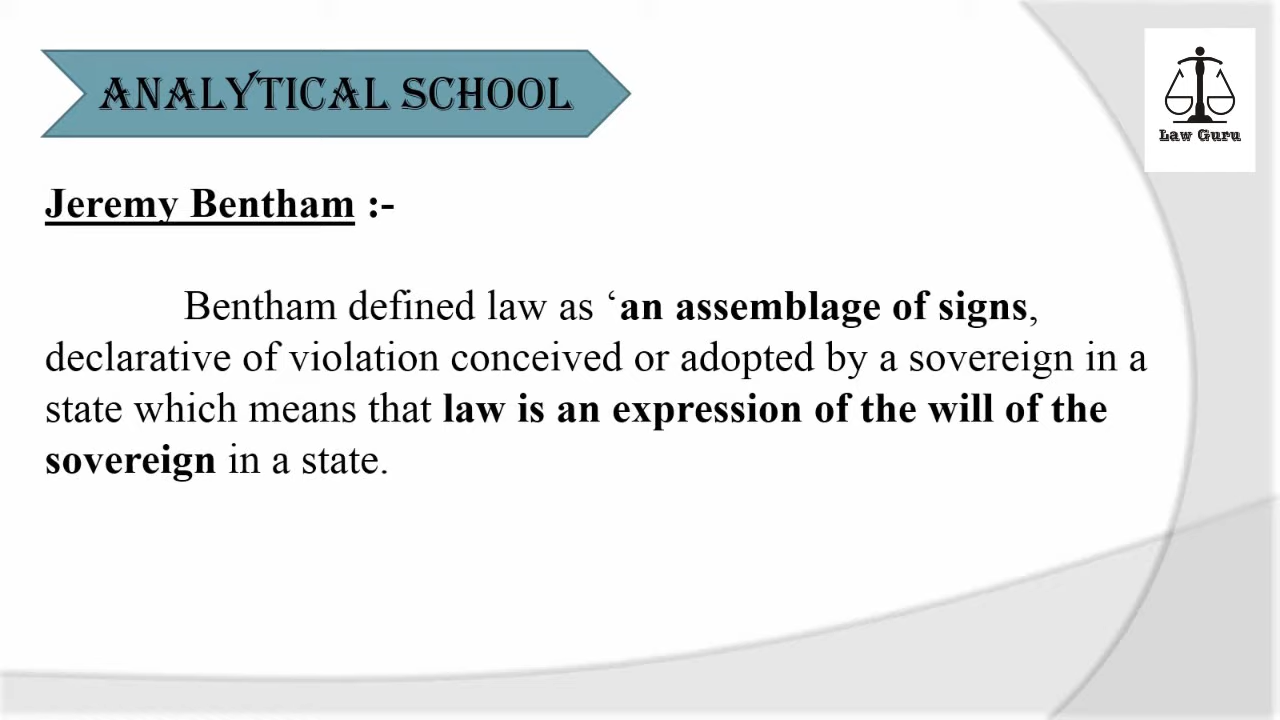 ANALYTICAL SCHOOL
Law Guru
Jeremy Bentham :-
Bentham defined law as ‘an assemblage of signs,
declarative of violation conceived or adopted by a sovereign in a
state which means that law is an expression of the will of the
sovereign in a state.